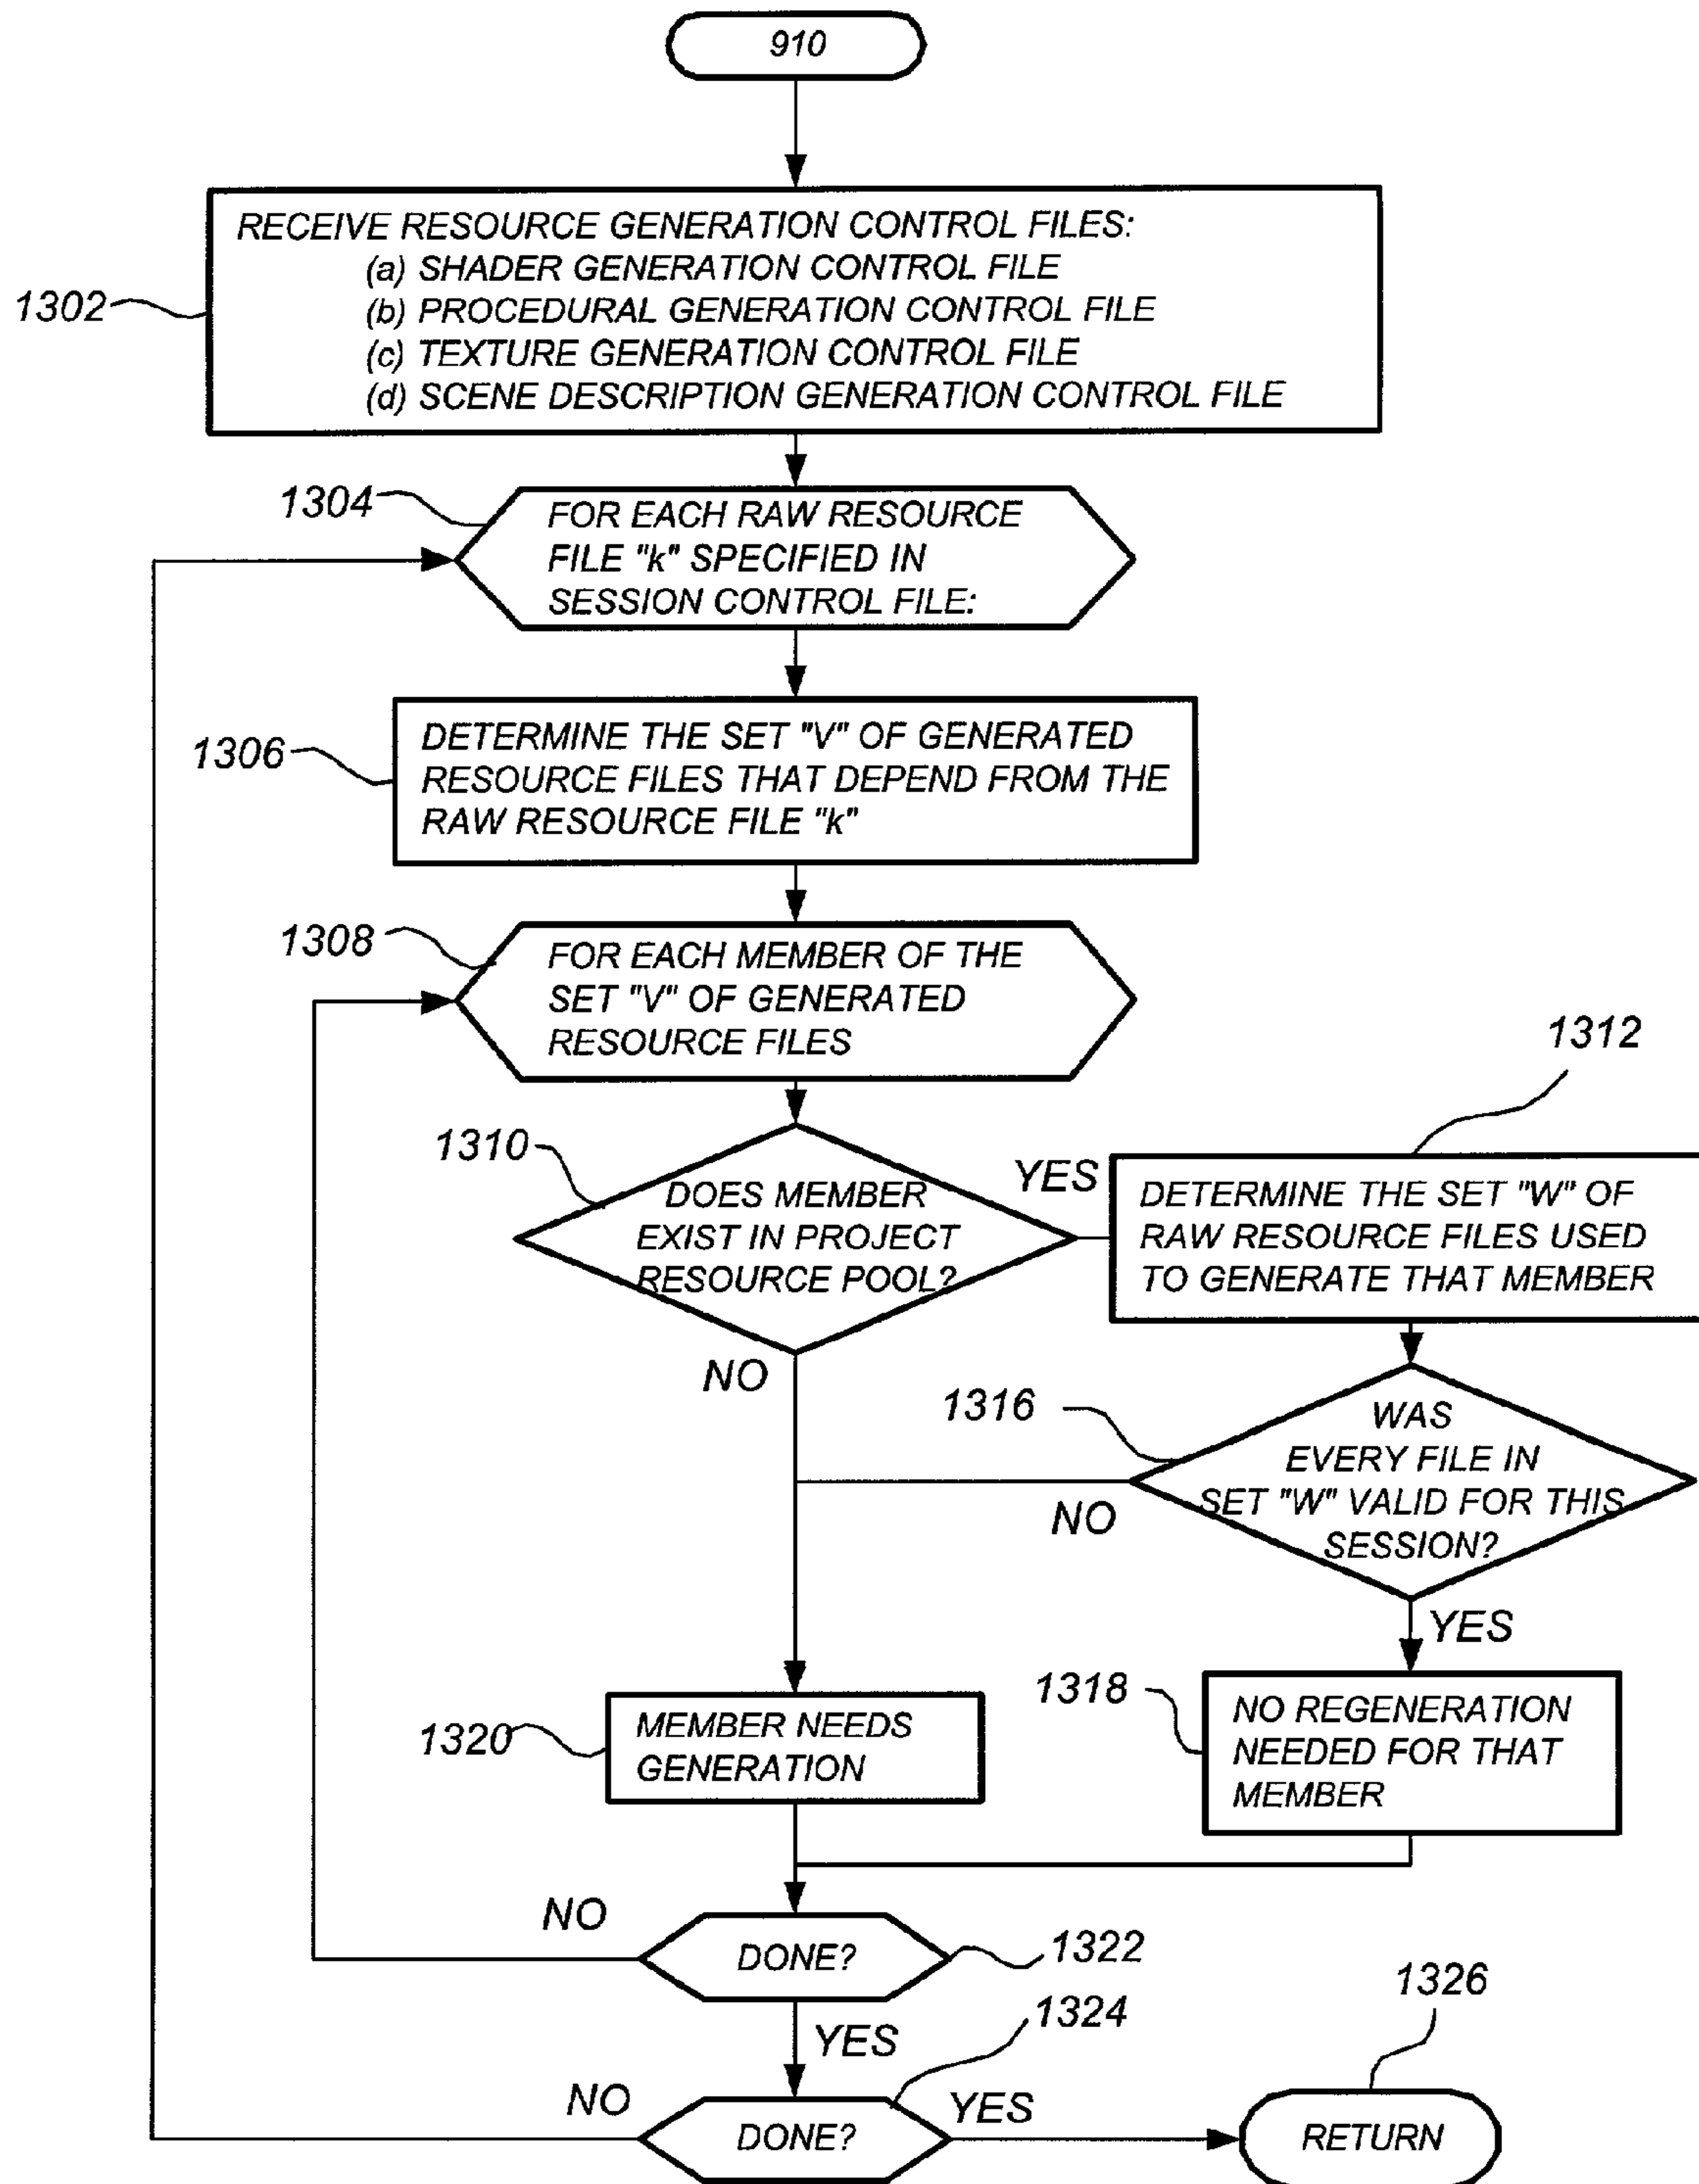 910
1302
RECEIVE RESOURCE GENERATION CONTROL FILES:
(a) SHADER GENERATION CONTROL FILE
(b) PROCEDURAL GENERATION CONTROL FILE
(c) TEXTURE GENERATION CONTROL FILE
(d) SCENE DESCRIPTION GENERATION CONTROL FILE
1304
FOR EACH RAW RESOURCE
FILE "k" SPECIFIED IN
SESSION CONTROL FILE:
1306
DETERMINE THE SET "V" OF GENERATED
RESOURCE FILES THAT DEPEND FROM THE
RAW RESOURCE FILE "k"
1308
FOR EACH MEMBER OF THE
SET "V" OF GENERATED
RESOURCE FILES
1310
DOES MEMBER
EXIST IN PROJECT
RESOURCE POOL?
YES
NO
1312
DETERMINE THE SET "W" OF
RAW RESOURCE FILES USED
TO GENERATE THAT MEMBER
1316
WAS
EVERY FILE IN
SET "W" VALID FOR THIS
SESSION?
NO
YES
1320
MEMBER NEEDS
GENERATION
1318
NO REGENERATION
NEEDED FOR THAT
MEMBER
NO
DONE?
1322
YES
1324
NO
DONE?
YES
1326
RETURN